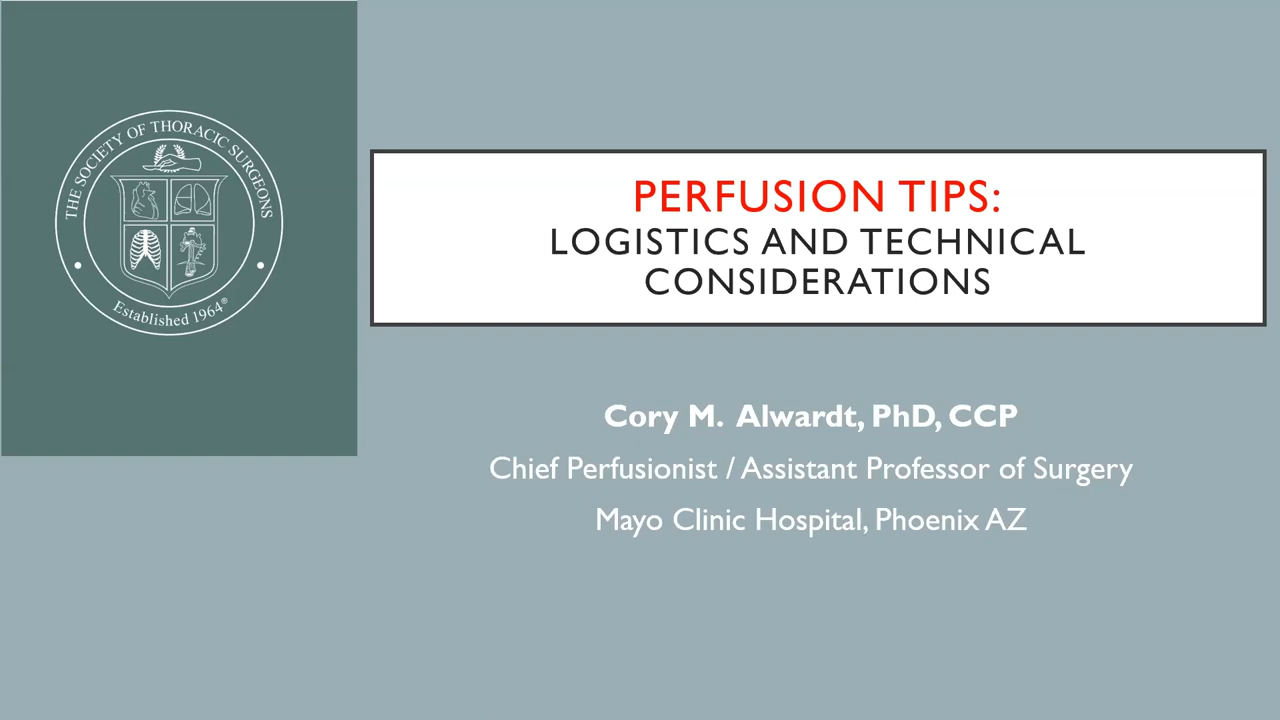 THE SOCIETY OF THORACIC SURGEONS
Established 1964®
PERFUSION TIPS:
LOGISTICS AND TECHNICAL
CONSIDERATIONS
Cory M. Alwardt, PhD, CCP
Chief Perfusionist / Assistant Professor of Surgery
Mayo Clinic Hospital, Phoenix AZ